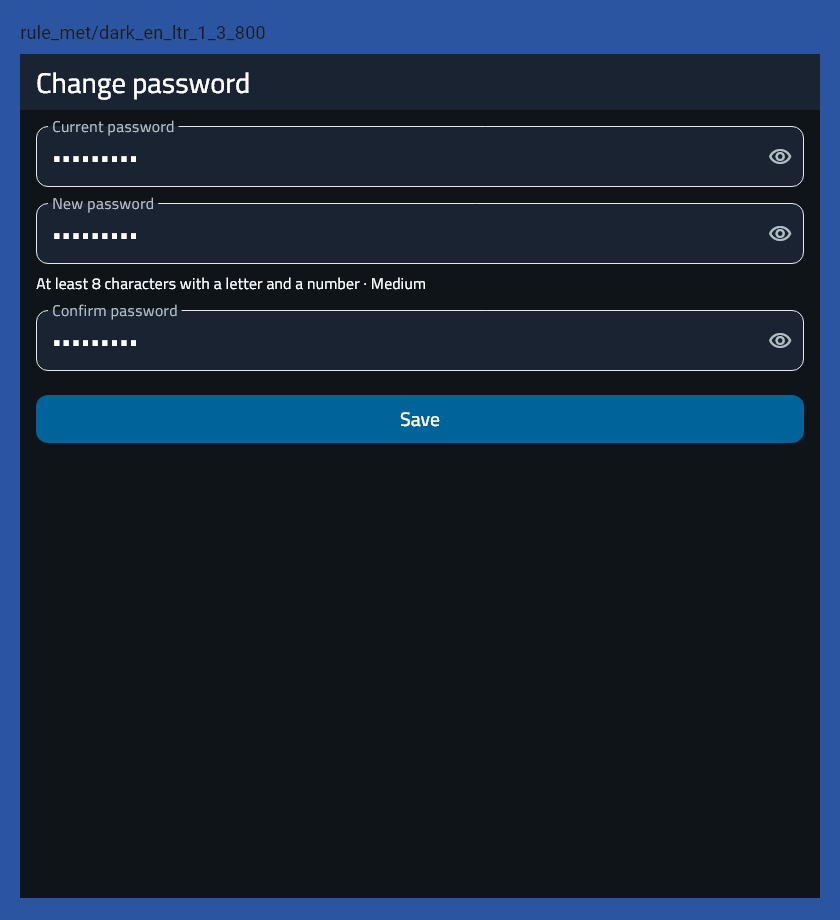 rule_met/dark_en_ltr_1_3_800
Change password
Current password
▪▪▪▪▪▪▪▪▪
New password
▪▪▪▪▪▪▪▪▪
At least 8 characters with a letter and a number · Medium
Confirm password
▪▪▪▪▪▪▪▪▪
Save